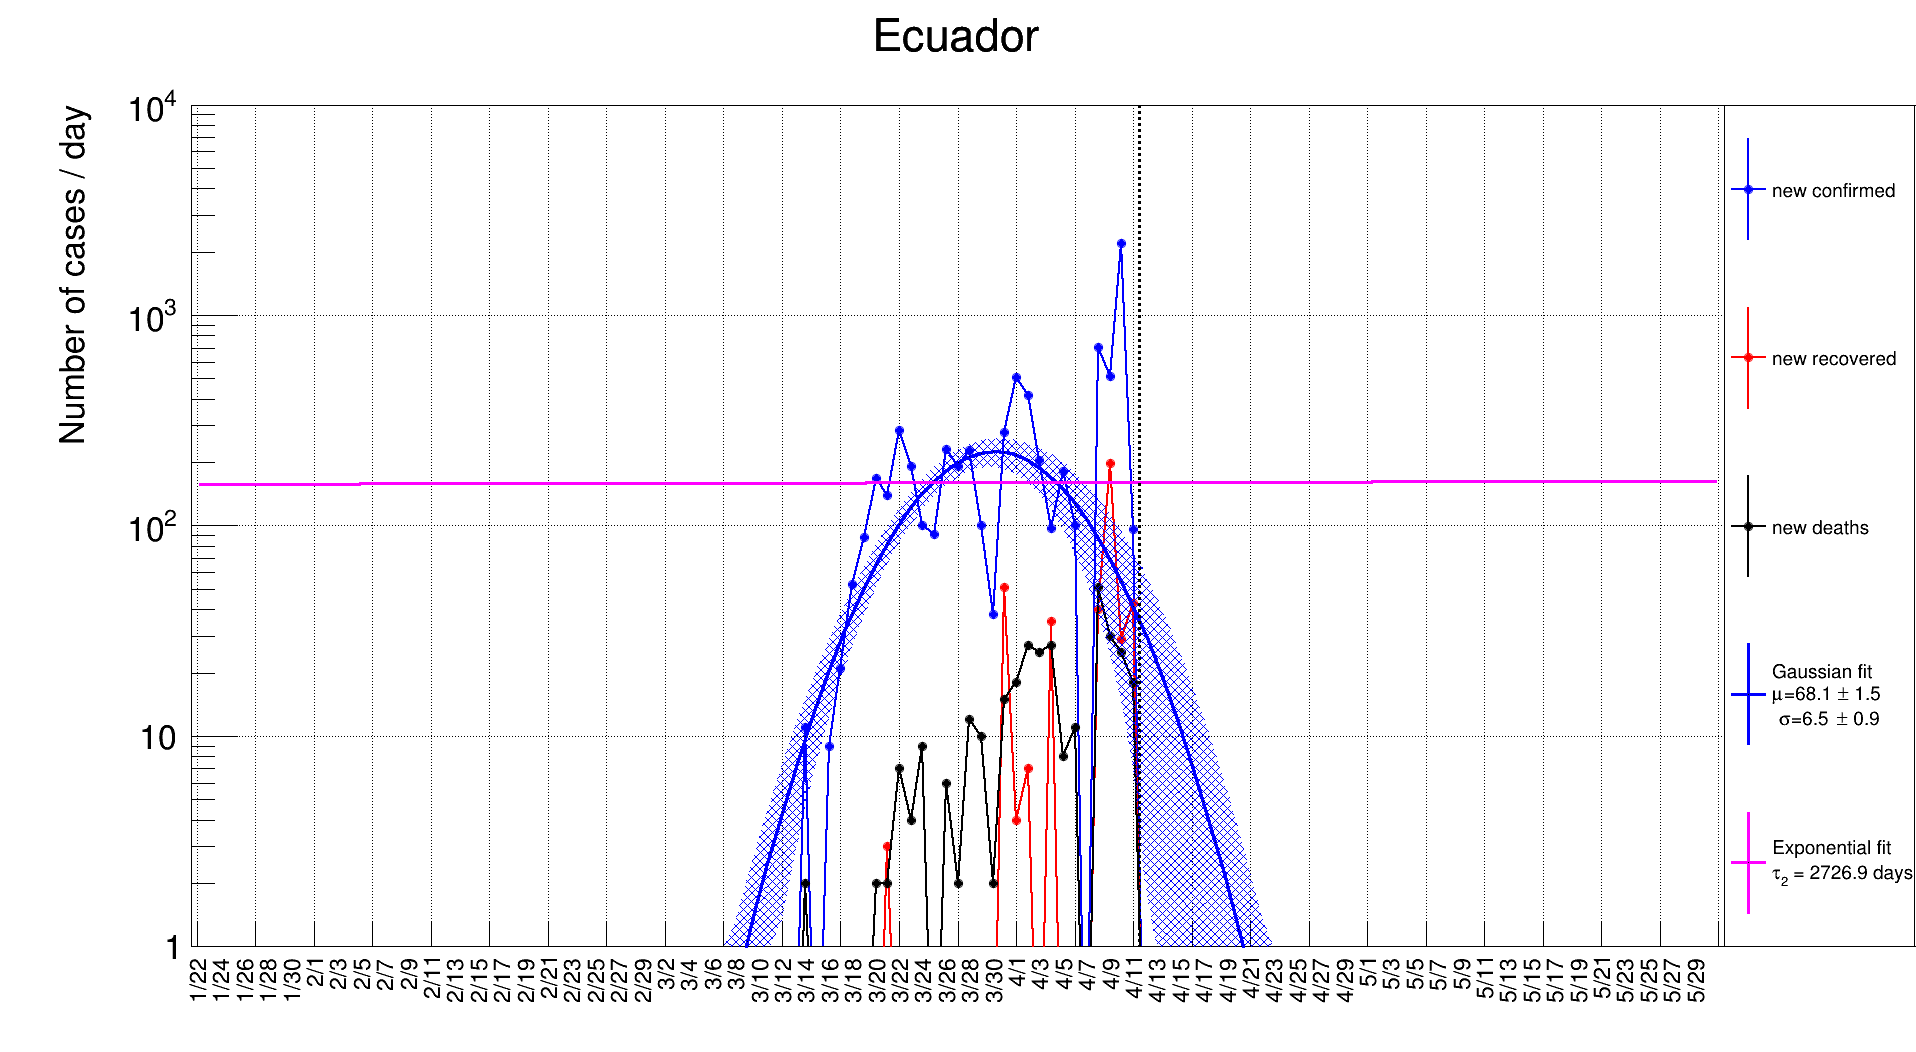 Ecuador
Number of cases / day
10^4
10^3
10^2
10
1
1/22 1/24 1/26 1/28 1/30 2/1 2/3 2/5 2/7 2/9 2/11 2/13 2/15 2/17 2/19 2/21 2/23 2/25 2/27 2/29 3/2 3/4 3/6 3/8 3/10 3/12 3/14 3/16 3/18 3/20 3/22 3/24 3/26 3/28 3/30 4/1 4/3 4/5 4/7 4/9 4/11 4/13 4/15 4/17 4/19 4/21 4/23 4/25 4/27 4/29 5/1 5/3 5/5 5/7 5/9 5/11 5/13 5/15 5/17 5/19 5/21 5/23 5/25 5/27 5/29
new confirmed
new recovered
new deaths
Gaussian fit
μ=68.1 ± 1.5
σ=6.5 ± 0.9
Exponential fit
τ₂ = 2726.9 days